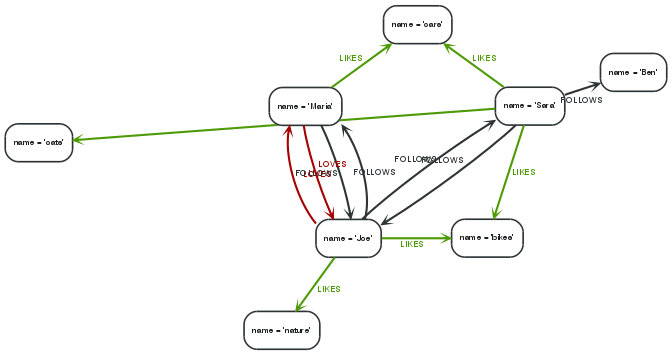 name = 'cars'
LIKES
LIKES
name = 'Ben'
name = 'Maria'
name = 'Sara'
FOLLOWS
name = 'cats'
LOVES
LOVES
FOLLOWS
FOLLOWS
FOLLOWS
FOLLOWS
LIKES
name = 'Joe'
name = 'bikes'
LIKES
LIKES
name = 'nature'